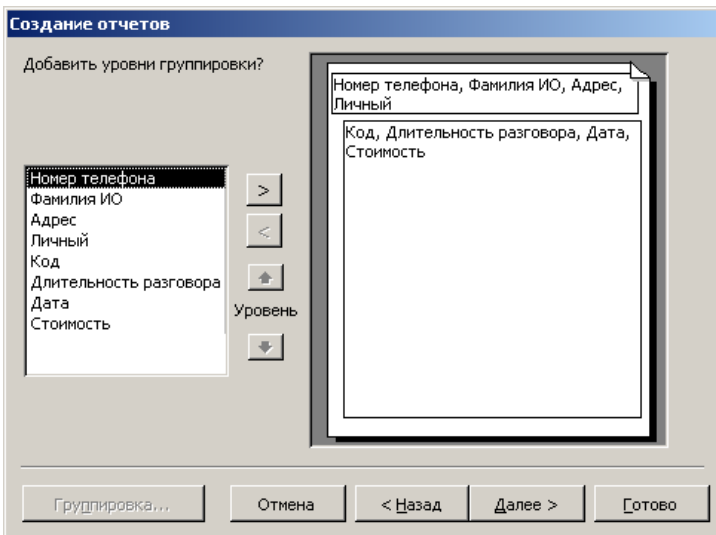 Создание отчетов
Добавить уровни группировки?
Номер телефона
Фамилия ИО
Адрес
Личный
Код
Длительность разговора
Дата
Стоимость
>
<
Уровень
Номер телефона, Фамилия ИО, Адрес,
Личный
Код, Длительность разговора, Дата,
Стоимость
Группировка...
Отмена
< Назад
Далее >
Готово